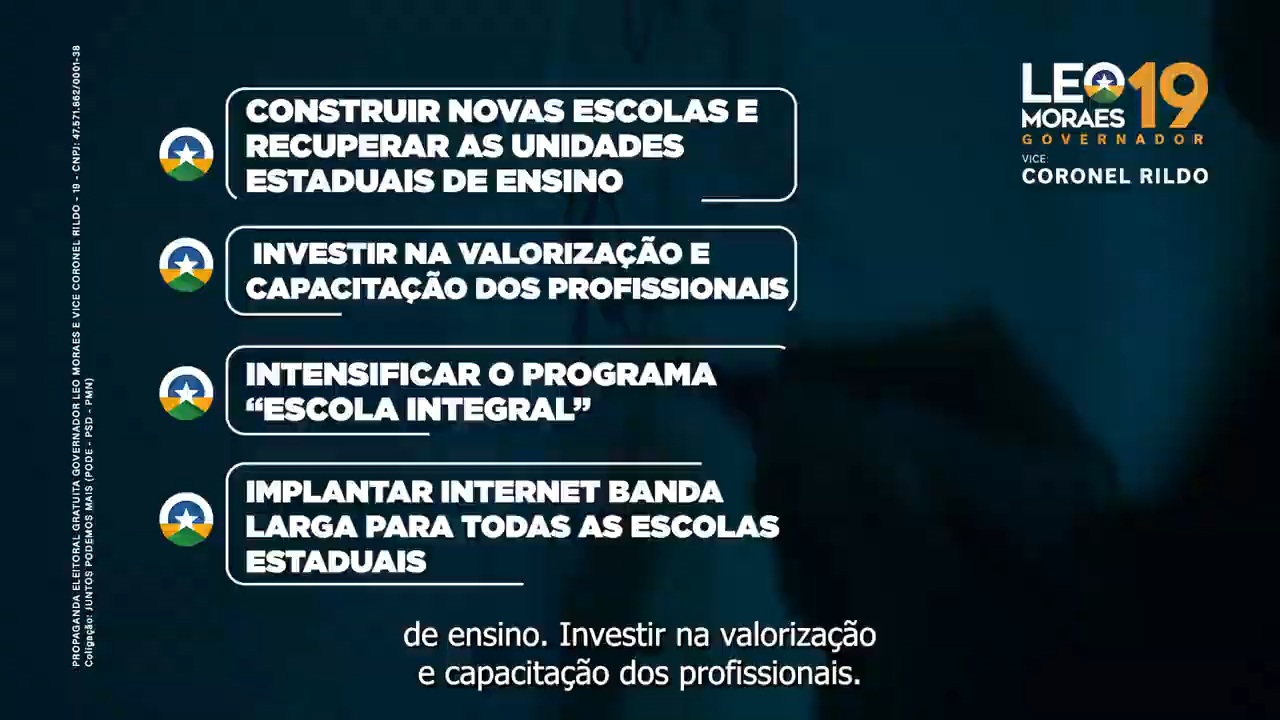 PROPAGANDA ELEITORAL GRATUITA GOVERNADOR LEO MORAES E VICE CORONEL RILDO - 19 - CNPJ: 47.571.662/0001-38
Coligação: JUNTOS PODEMOS MAIS (PODE - PSD - PMN)
CONSTRUIR NOVAS ESCOLAS E
RECUPERAR AS UNIDADES
ESTADUAIS DE ENSINO
INVESTIR NA VALORIZAÇÃO E
CAPACITAÇÃO DOS PROFISSIONAIS
INTENSIFICAR O PROGRAMA
“ESCOLA INTEGRAL”
IMPLANTAR INTERNET BANDA
LARGA PARA TODAS AS ESCOLAS
ESTADUAIS
LEO 19
MORAES
GOVERNADOR
VICE:
CORONEL RILDO
de ensino. Investir na valorização
e capacitação dos profissionais.